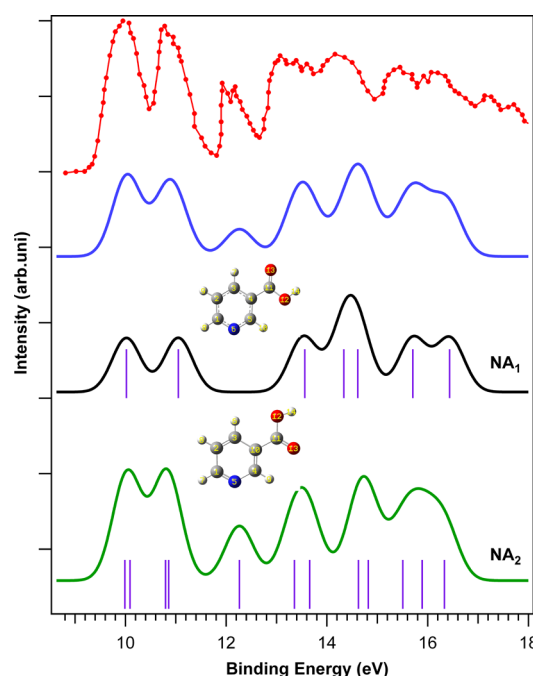 Intensity (arb.uni)
NA₁
NA₂
10
12
14
16
18
Binding Energy (eV)